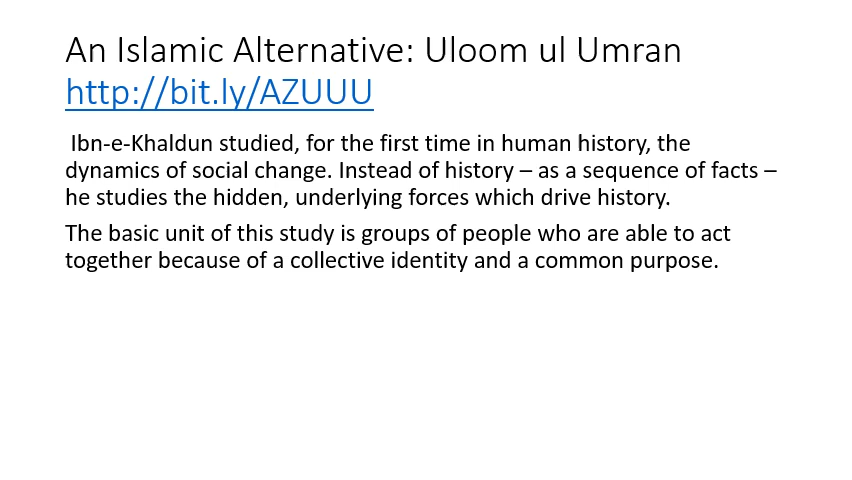 An Islamic Alternative: Uloom ul Umran
http://bit.ly/AZUUU
Ibn-e-Khaldun studied, for the first time in human history, the
dynamics of social change. Instead of history – as a sequence of facts –
he studies the hidden, underlying forces which drive history.
The basic unit of this study is groups of people who are able to act
together because of a collective identity and a common purpose.